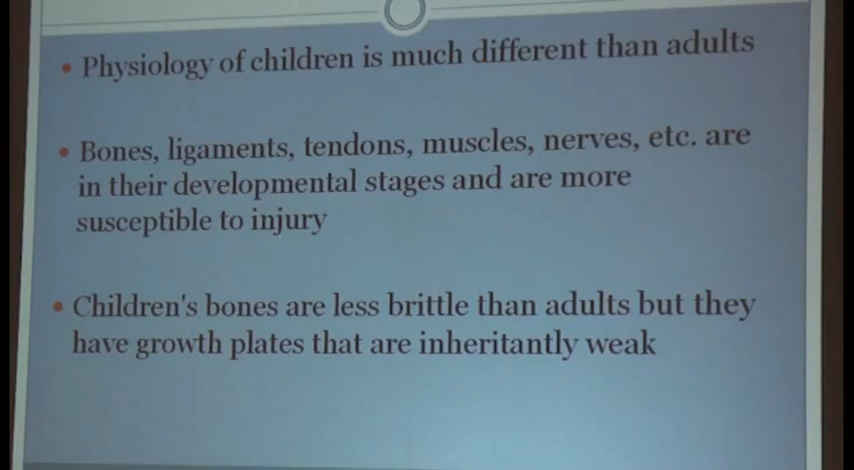 • Physiology of children is much different than adults
• Bones, ligaments, tendons, muscles, nerves, etc. are
in their developmental stages and are more
susceptible to injury
• Children's bones are less brittle than adults but they
have growth plates that are inheritantly weak